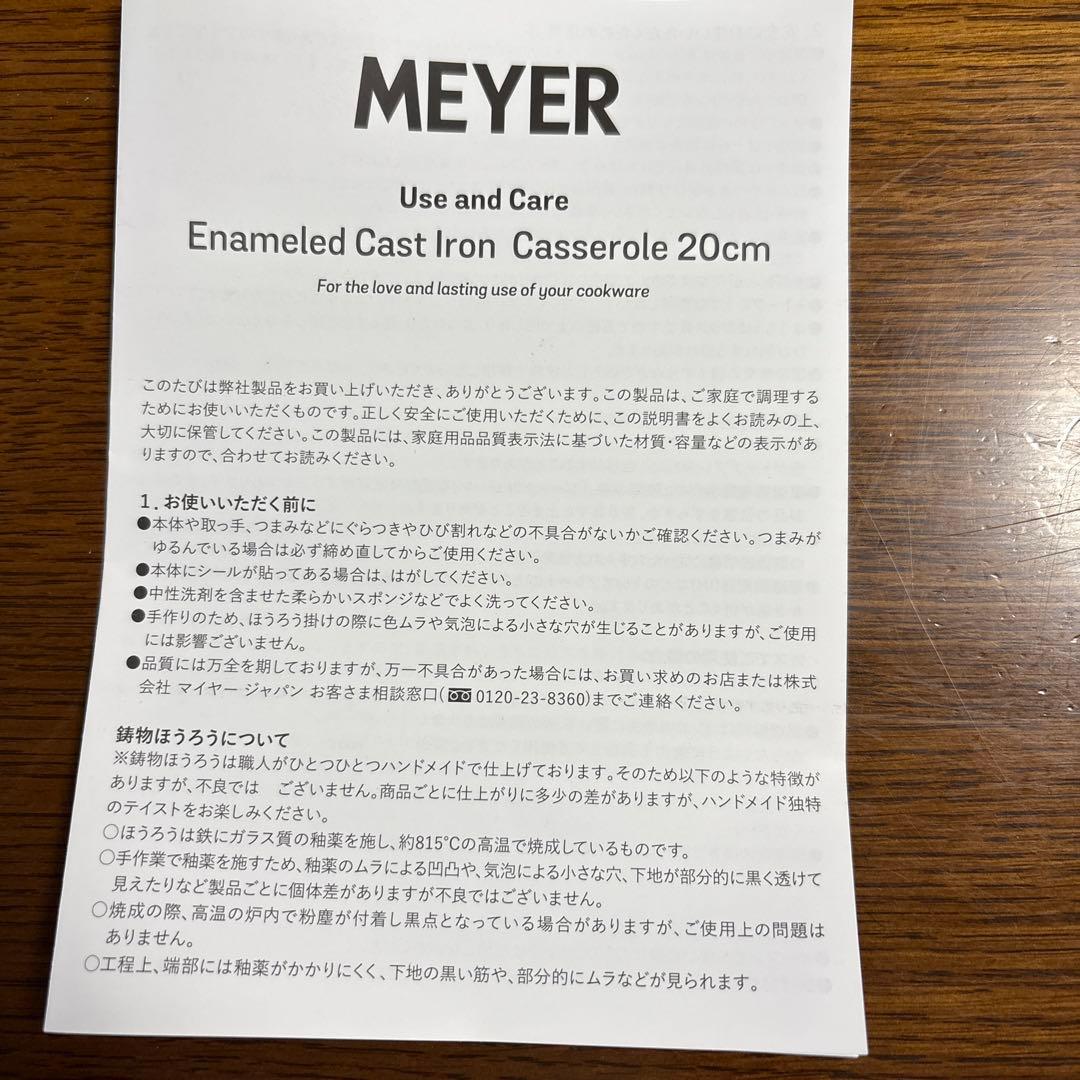 MEYER
Use and Care
Enameled Cast Iron Casserole 20cm
For the love and lasting use of your cookware
このたびは弊社製品をお買い上げいただき、ありがとうございます。この製品は、ご家庭で調理する
ためにお使いいただくものです。正しく安全にご使用いただくために、この説明書をよくお読みの上、
大切に保管してください。この製品には、家庭用品品質表示法に基づいた材質・容量などの表示があ
りますので、合わせてお読みください。
1. お使いいただく前に
●本体や取っ手、つまみなどにぐらつきやひび割れなどの不具合がないかご確認ください。つまみが
ゆるんでいる場合は必ず締め直してからご使用ください。
●本体にシールが貼ってある場合は、はがしてください。
●中性洗剤を含ませた柔らかいスポンジなどでよく洗ってください。
●手作りのため、ほうろう掛けの際に色ムラや気泡による小さな穴が生じることがありますが、ご使用
には影響ございません。
●品質には万全を期しておりますが、万一不具合があった場合には、お買い求めのお店または株式
会社 マイヤー ジャパン お客さま相談窓口( 0120-23-8360)までご連絡ください。
鋳物ほうろうについて
※鋳物ほうろうは職人がひとつひとつハンドメイドで仕上げております。そのため以下のような特徴が
ありますが、不良では ございません。商品ごとに仕上がりに多少の差がありますが、ハンドメイド独特
のテイストをお楽しみください。
○ほうろうは鉄にガラス質の釉薬を施し、約815℃の高温で焼成しているものです。
○手作業で釉薬を施すため、釉薬のムラによる凹凸や、気泡による小さな穴、下地が部分的に黒く透けて
見えたりなど製品ごとに個体差がありますが不良ではございません。
○焼成の際、高温の炉内で粉塵が付着し黒点となっている場合がありますが、ご使用上の問題は
ありません。
○工程上、端部には釉薬がかかりにくく、下地の黒い筋や、部分的にムラなどが見られます。